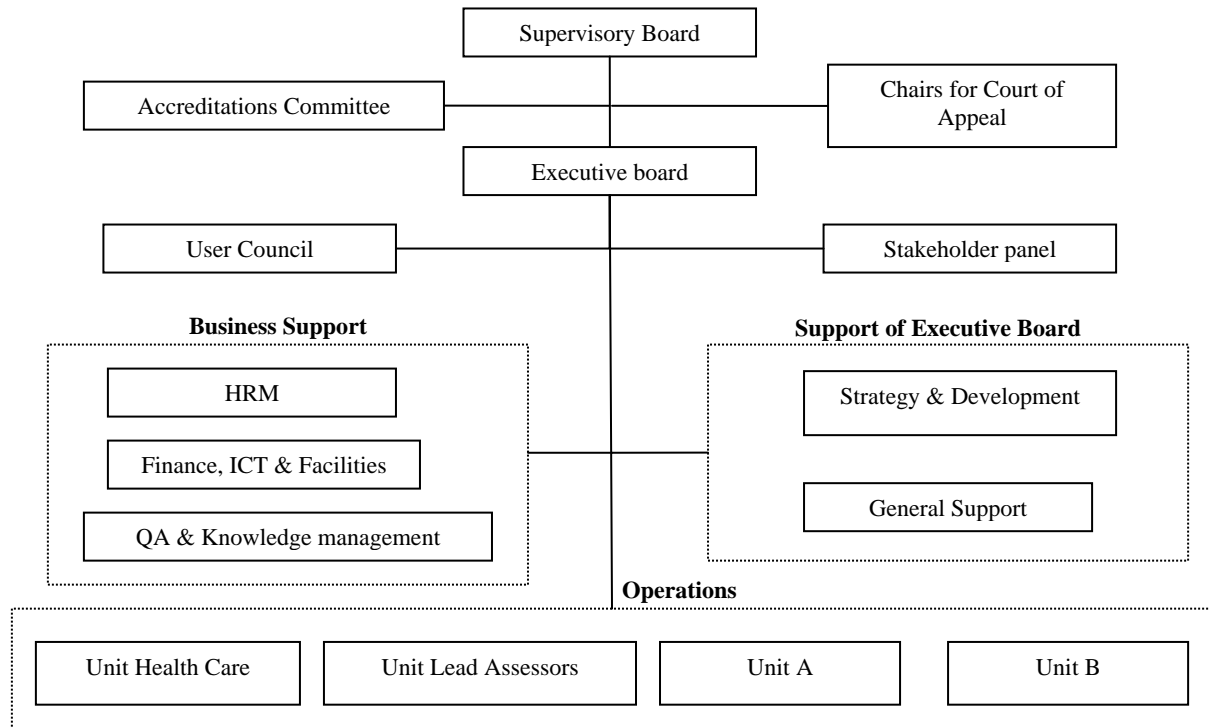 Supervisory Board
Accreditations Committee
Chairs for Court of
Appeal
Executive board
User Council
Stakeholder panel
Business Support
Support of Executive Board
HRM
Strategy & Development
Finance, ICT & Facilities
General Support
QA & Knowledge management
Operations
Unit Health Care
Unit Lead Assessors
Unit A
Unit B